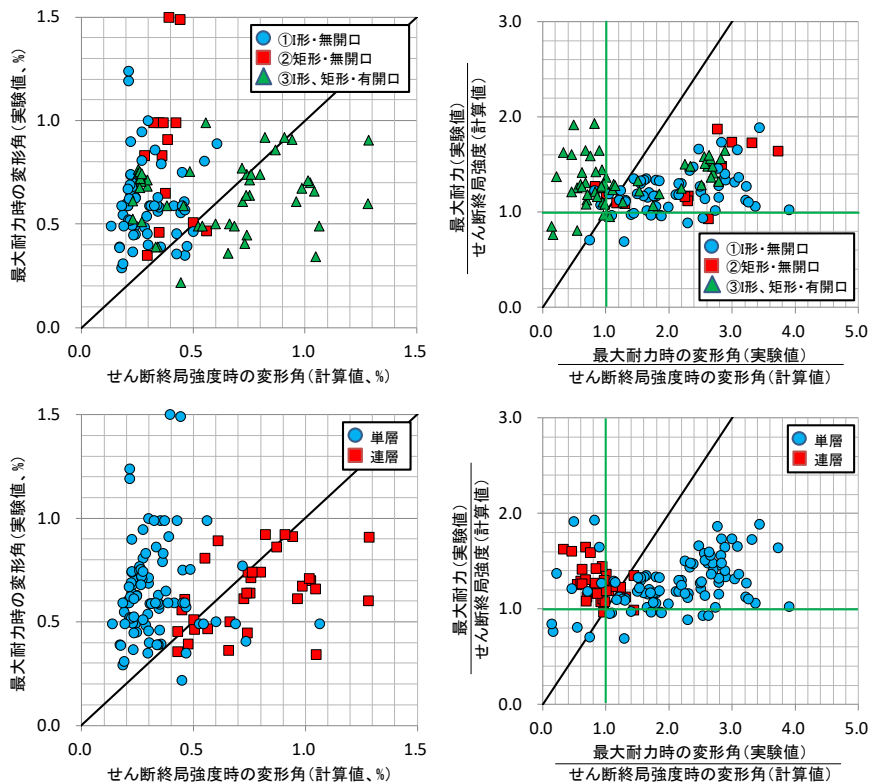 最大耐力時の変形角（実験値、%）
1.5
1.0
0.5
0.0
①I形・無開口
②矩形・無開口
③I形、矩形・有開口
0.0
0.5
1.0
1.5
せん断終局強度時の変形角（計算値、%）
最大耐力（実験値）
せん断終局強度（計算値）
3.0
2.0
1.0
0.0
①I形・無開口
②矩形・無開口
③I形、矩形・有開口
0.0
1.0
2.0
3.0
4.0
5.0
最大耐力時の変形角（実験値）
せん断終局強度時の変形角（計算値）
最大耐力時の変形角（実験値、%）
1.5
1.0
0.5
0.0
単層
連層
0.0
0.5
1.0
1.5
せん断終局強度時の変形角（計算値、%）
最大耐力（実験値）
せん断終局強度（計算値）
3.0
2.0
1.0
0.0
単層
連層
0.0
1.0
2.0
3.0
4.0
5.0
最大耐力時の変形角（実験値）
せん断終局強度時の変形角（計算値）